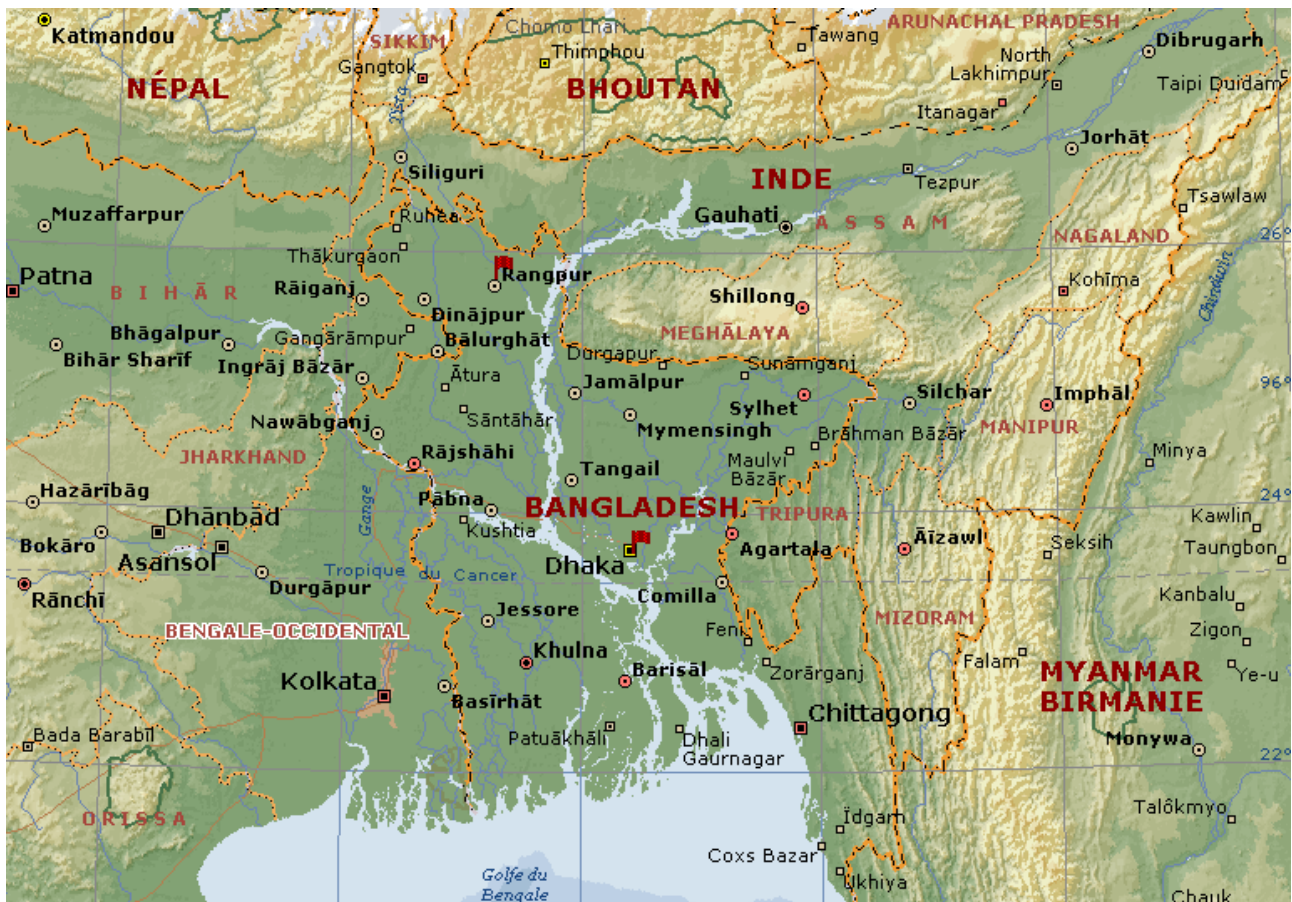 Katmandou
SIKKIM
Chomo Lhari
Thimphou
Tawang
ARUNACHAL PRADESH
Dibrugarh
Gangtok
North
Lakhimpur
Taipi Duidam
NÉPAL
BHOUTAN
Itanagar
Tista
Jorhāt
Siliguri
INDE
Tezpur
Tsawlaw
Muzaffarpur
Ruhea
Gauhati
ASSAM
NAGALAND
26°
Thākurgaon
Patna
Rangpur
Kohīma
BIHĀR
Rāiganj
Shillong
Chindwin
Đinājpur
Bhāgalpur
Gangārāmpur
MEGHĀLAYA
Bihār Sharīf
Bālurghāt
Durgapur
Sunāmganj
Ingrāj Bāzār
Ātura
Jamālpur
Silchar
Imphāl
96°
Sylhet
Nawābganj
Sāntāhār
Mymensingh
Brāhman Bāzār
MANIPUR
JHARKHAND
Rājshāhi
Maulvi
Bāzār
Minya
Tangail
Hazārībāg
Pābna
BANGLADESH
24°
Dhānbād
Gange
Kushtia
TRIPURA
Kawlin
Bokāro
Agartala
Āīzawl
Seksih
Taungbon
Asansol
Dhaka
Rānchī
Durgāpur
Tropique du Cancer
Comilla
Kanbalu
Jessore
MIZORAM
BENGALE-OCCIDENTAL
Feni
Zigon
Khulna
Zorārganj
Falam
MYANMAR
BIRMANIE
Ye-u
Kolkata
Barisāl
Basīrhāt
Chittagong
Bada Barabīl
Patuākhāli
Dhali
Gaurnagar
Monywa
22°
ORISSA
Ïdgarh
Talôkmyo
Coxs Bazar
Golfe du
Bengale
Ukhiya
Chauk